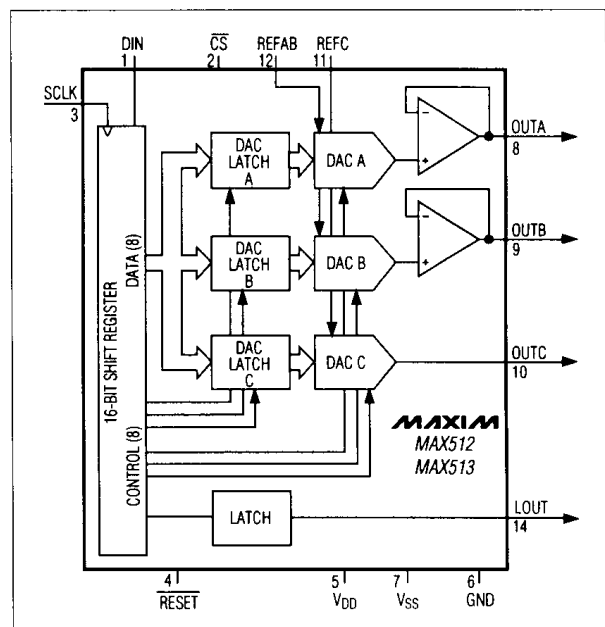 DIN
1
CS
2
REFAB
12
REFC
11
SCLK
3
16-BIT SHIFT REGISTER
DATA (8)
CONTROL (8)
DAC
LATCH
A
DAC A
OUTA
8
DAC
LATCH
B
DAC B
OUTB
9
DAC
LATCH
C
DAC C
OUTC
10
MAXIM
MAX512
MAX513
LATCH
LOUT
14
4
RESET
5
VDD
7
VSS
6
GND
- 
+
- 
+